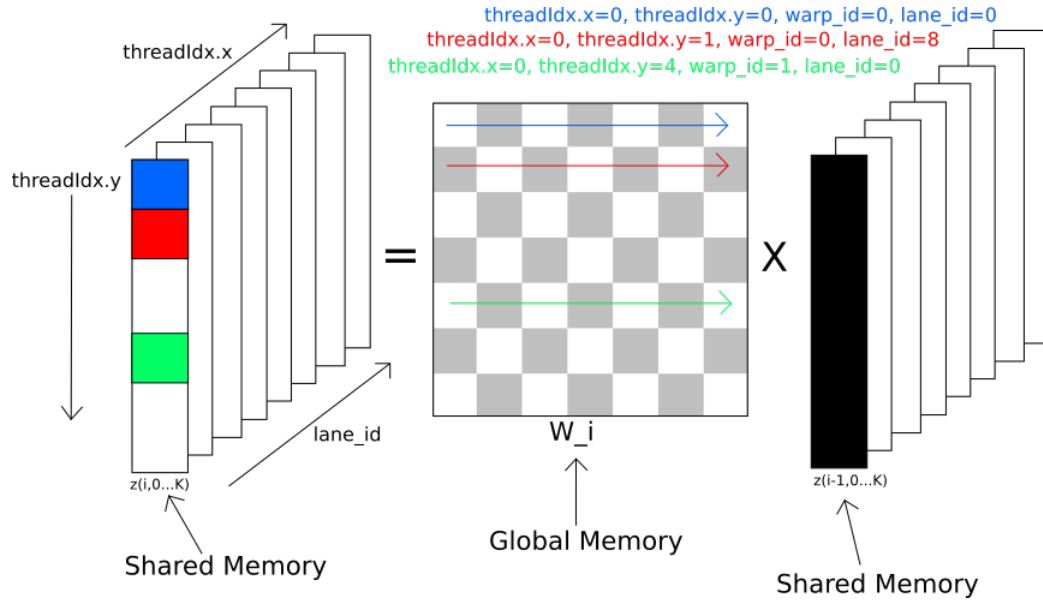 threadIdx.x=0, threadIdx.y=0, warp_id=0, lane_id=0
threadIdx.x=0, threadIdx.y=1, warp_id=0, lane_id=8
threadIdx.x=0, threadIdx.y=4, warp_id=1, lane_id=0
threadIdx.x
threadIdx.y
=
X
lane_id
W_i
z(i,0...K)
z(i-1,0...K)
Shared Memory
Global Memory
Shared Memory